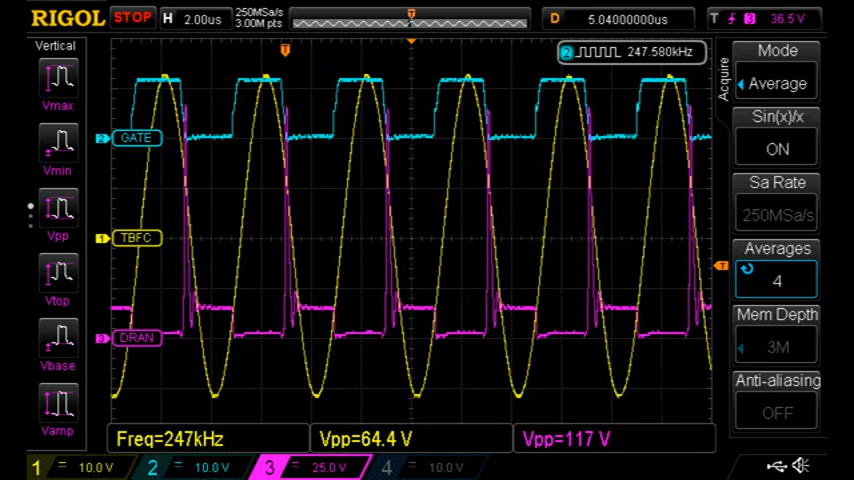 RIGOL STOP H 2.00us 250MSa/s 3.00M pts D 5.04000000us T 3 36.5 V
2 247.580kHz
Vertical
Vmax
Vmin
Vpp
Vtop
Vbase
Vamp
T
2 GATE
1 TBFC
T
3 DRAN
Freq=247kHz Vpp=64.4 V Vpp=117 V
Acquire
Mode
Average
Sin(x)/x
ON
Sa Rate
250MSa/s
Averages
4
Mem Depth
3M
Anti-aliasing
OFF
1 = 10.0 V 2 = 10.0 V 3 = 25.0 V 4 = 10.0 V